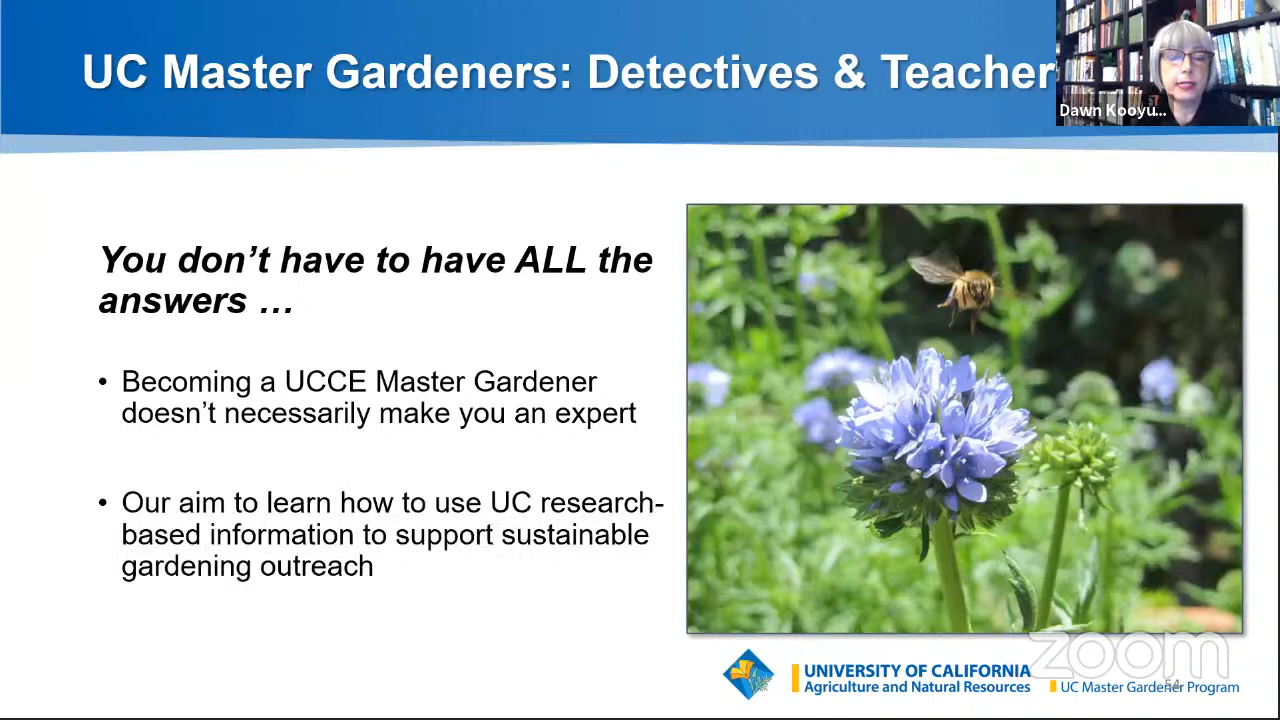 UC Master Gardeners: Detectives & Teacher
Dawn Kooyu...
You don’t have to have ALL the
answers …
• Becoming a UCCE Master Gardener
doesn’t necessarily make you an expert
• Our aim to learn how to use UC research-
based information to support sustainable
gardening outreach
zoom
UNIVERSITY OF CALIFORNIA
Agriculture and Natural Resources
UC Master Gardener Program
54